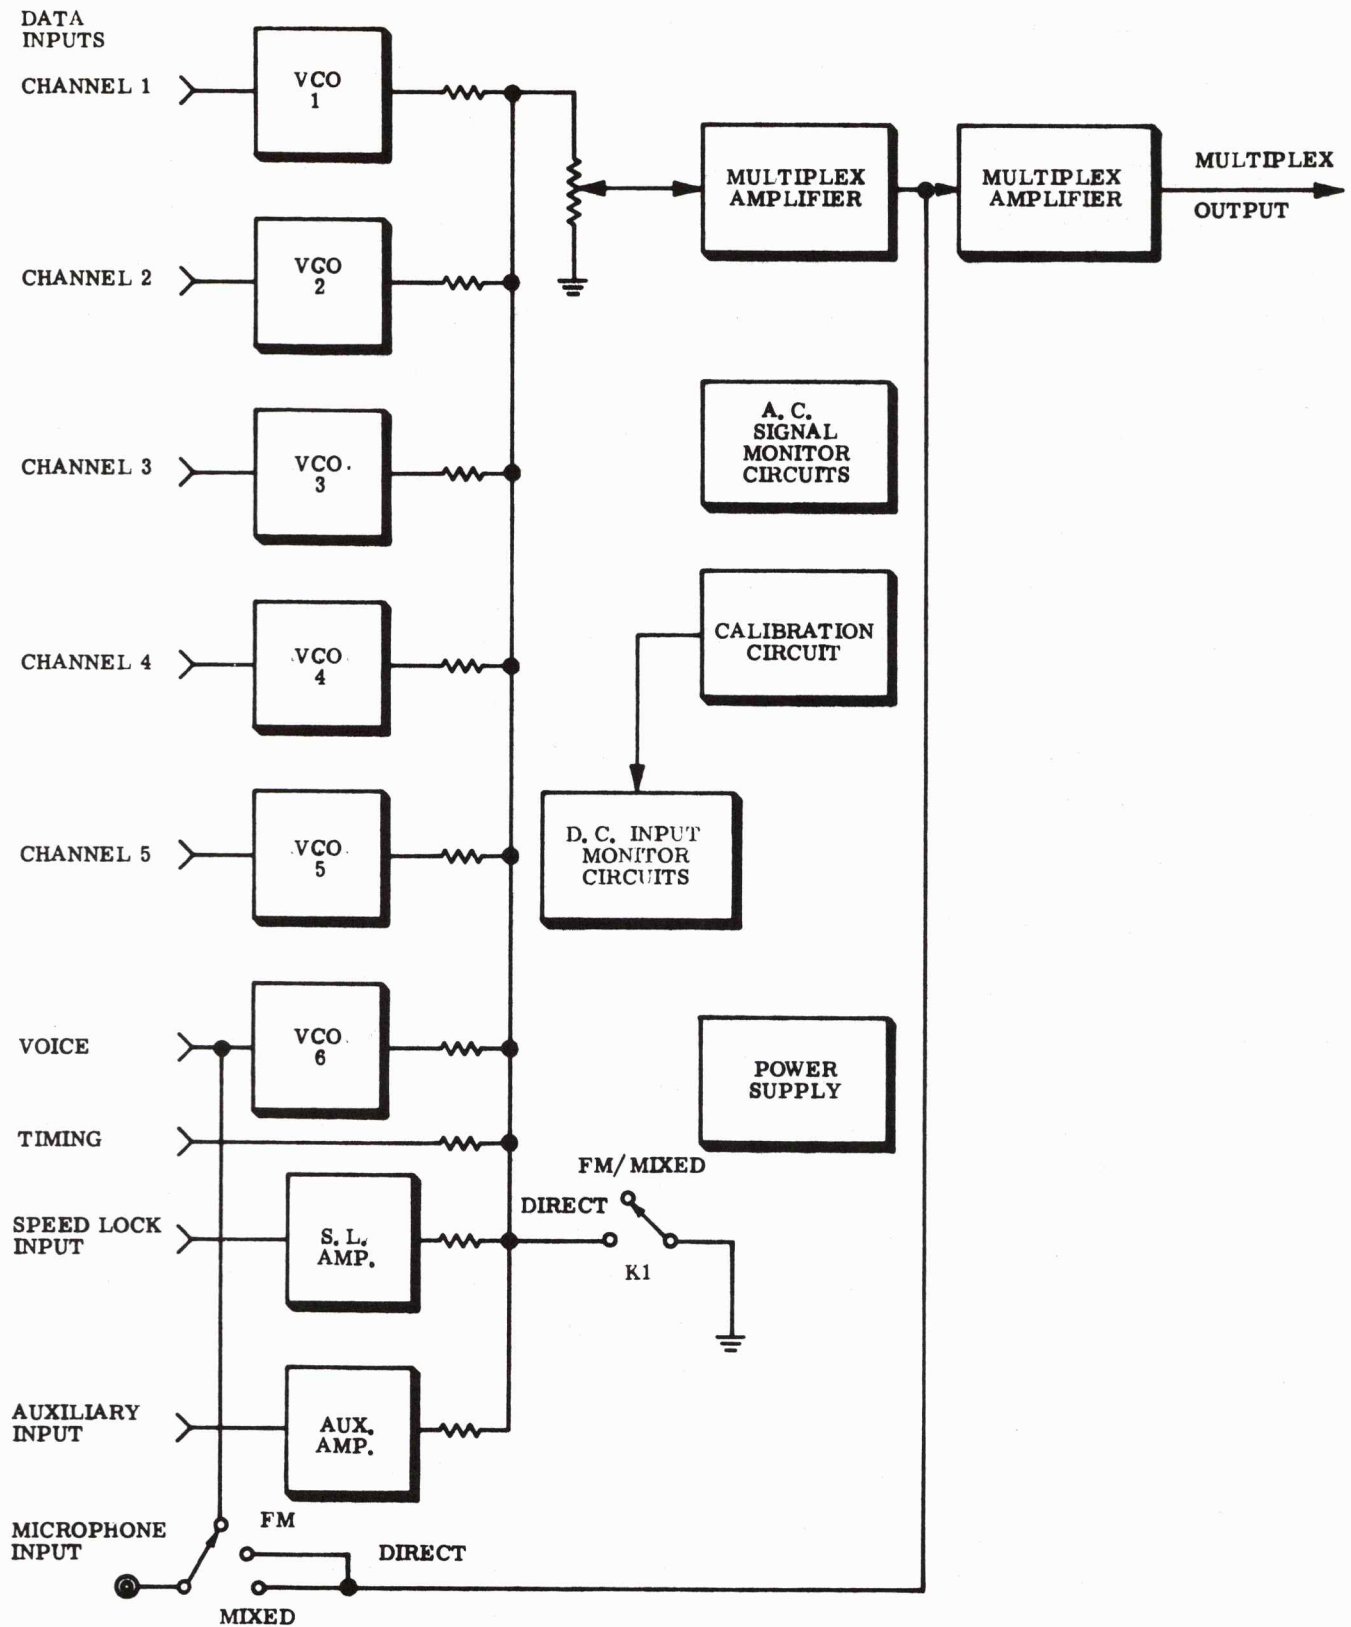 DATA
INPUTS
CHANNEL 1
VCO
1
MULTIPLEX
AMPLIFIER
MULTIPLEX
AMPLIFIER
MULTIPLEX
OUTPUT
CHANNEL 2
VCO
2
CHANNEL 3
VCO
3
A. C.
SIGNAL
MONITOR
CIRCUITS
CHANNEL 4
VCO
4
CALIBRATION
CIRCUIT
CHANNEL 5
VCO
5
D. C. INPUT
MONITOR
CIRCUITS
VOICE
VCO
6
POWER
SUPPLY
TIMING
FM/MIXED
DIRECT
K1
SPEED LOCK
INPUT
S. L.
AMP.
AUXILIARY
INPUT
AUX.
AMP.
MICROPHONE
INPUT
FM
DIRECT
MIXED